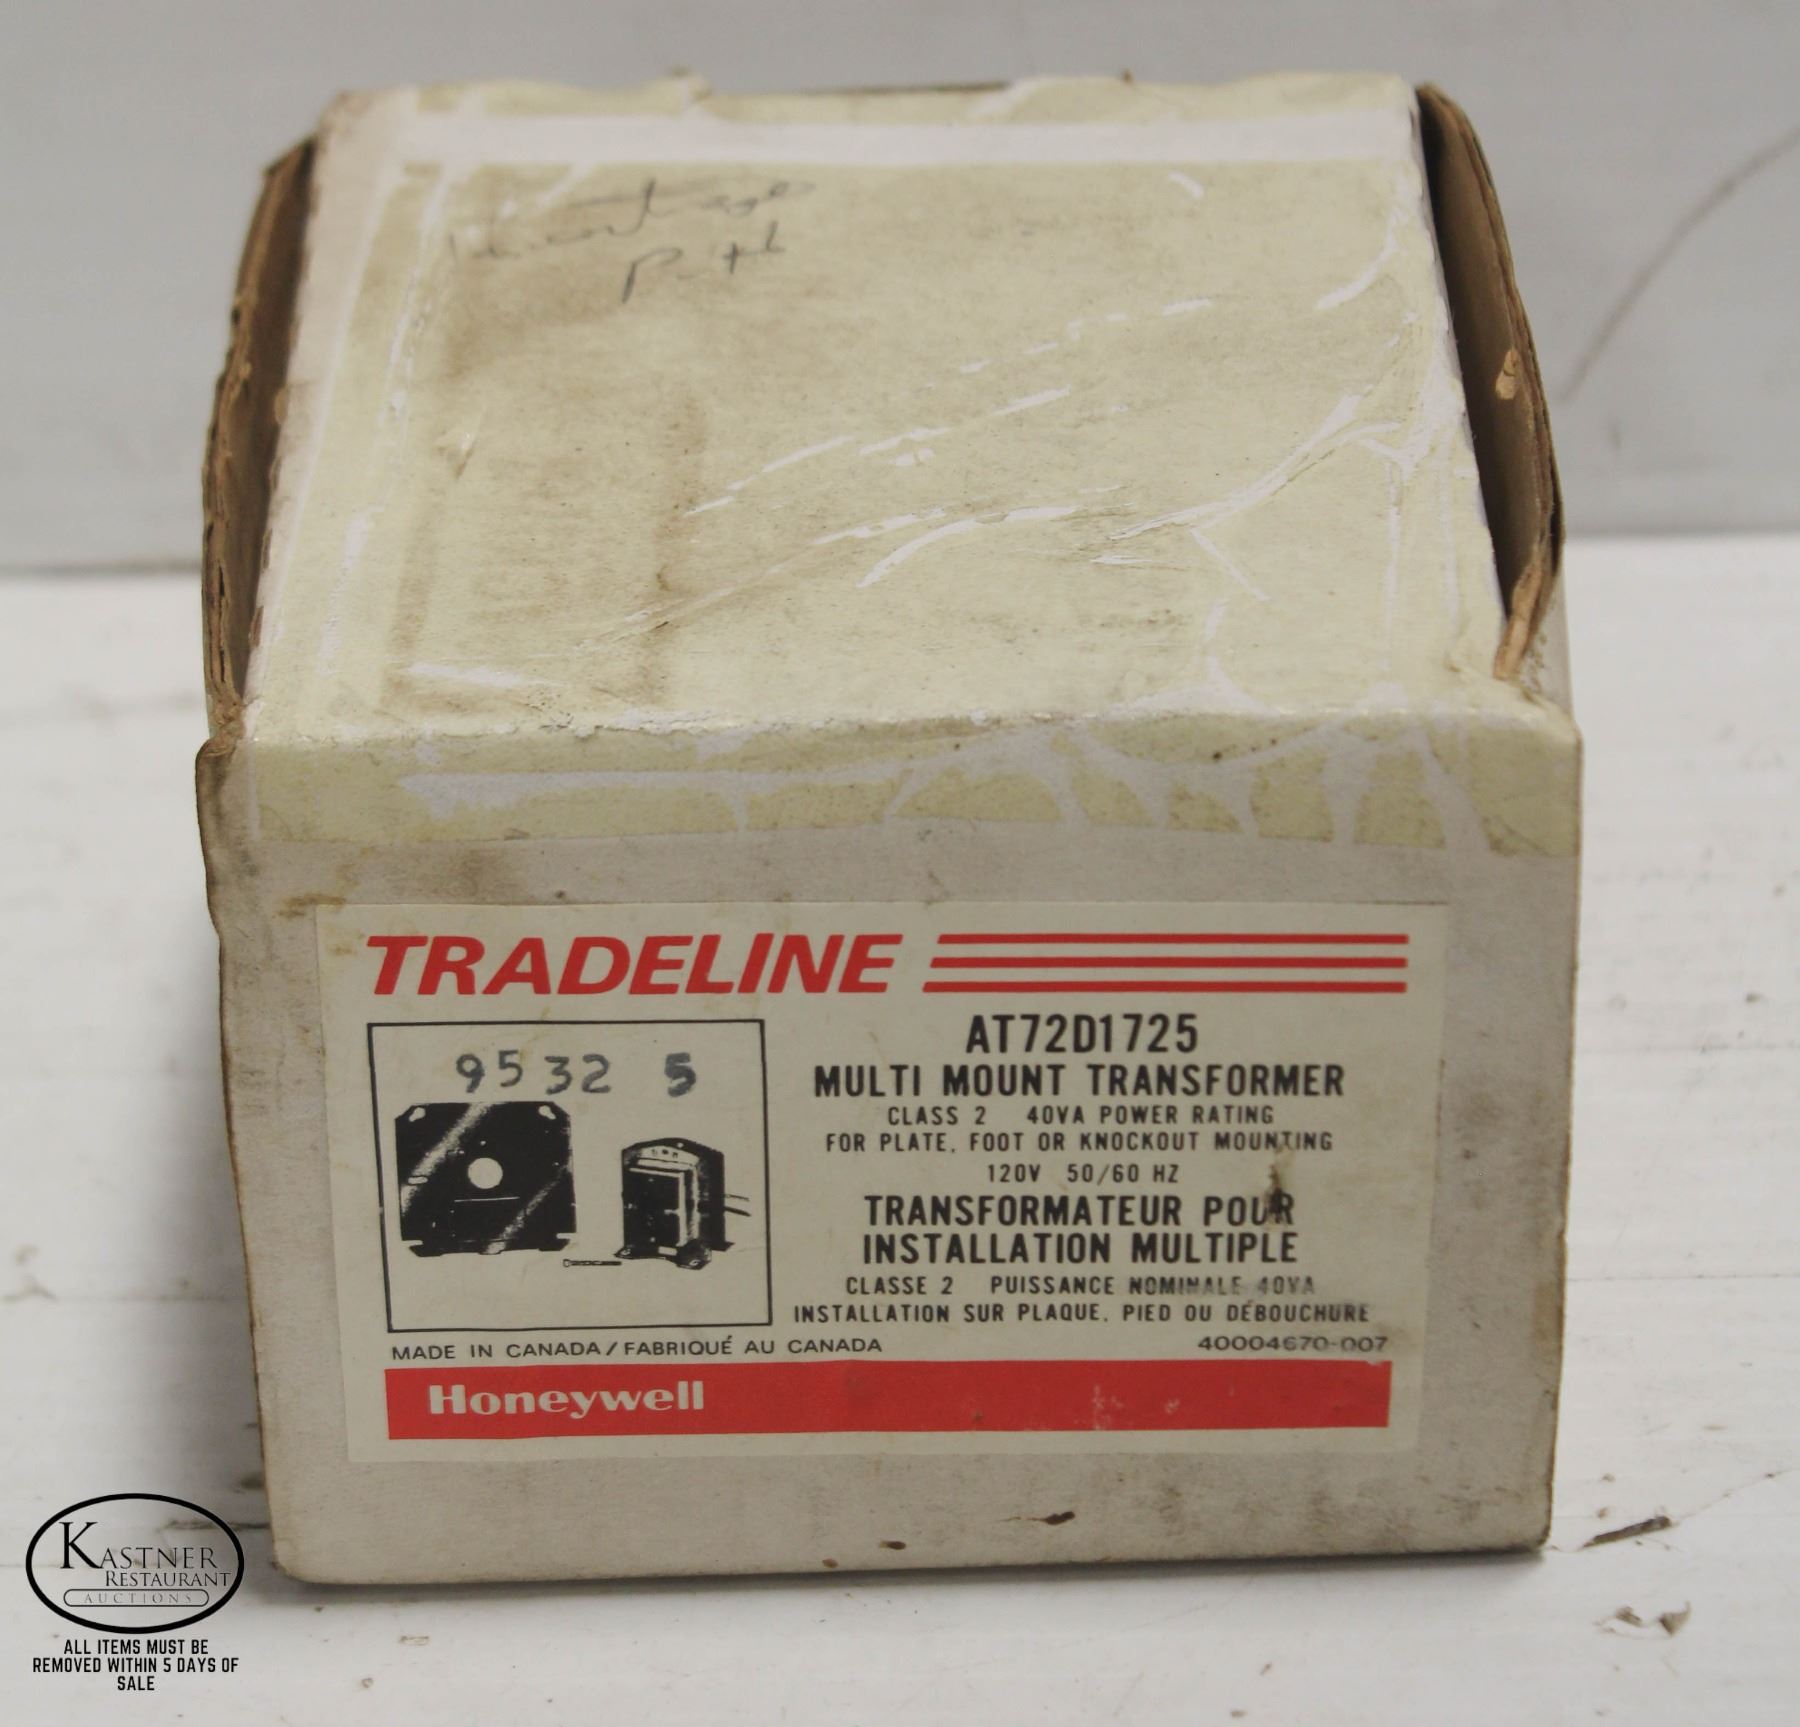 TRADELINE
9532 5
AT72D1725
MULTI MOUNT TRANSFORMER
CLASS 2 40VA POWER RATING
FOR PLATE, FOOT OR KNOCKOUT MOUNTING
120V 50/60 HZ
TRANSFORMATEUR POUR
INSTALLATION MULTIPLE
CLASSE 2 PUISSANCE NOMINALE 40VA
INSTALLATION SUR PLAQUE, PIED OU DÉBOUCHURE
MADE IN CANADA / FABRIQUÉ AU CANADA
40004670-007
Honeywell
KASTNER
RESTAURANT
AUCTIONS
ALL ITEMS MUST BE
REMOVED WITHIN 5 DAYS OF
SALE